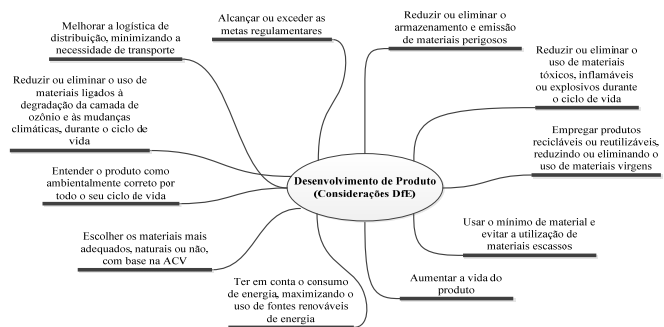 Melhorar a logística de
distribuição, minimizando a
necessidade de transporte
Alcançar ou exceder as
metas regulamentares
Reduzir ou eliminar o
armazenamento e emissão
de materiais perigosos
Reduzir ou eliminar o uso de
materiais ligados à
degradação da camada de
ozônio e às mudanças
climáticas, durante o ciclo de
vida
Reduzir ou eliminar o
uso de materiais
tóxicos, inflamáveis
ou explosivos durante
o ciclo de vida
Entender o produto como
ambientalmente correto por
todo o seu ciclo de vida
Desenvolvimento de Produto
(Considerações DfE)
Empregar produtos
recicláveis ou reutilizáveis,
reduzindo ou eliminando o
uso de materiais virgens
Escolher os materiais mais
adequados, naturais ou não,
com base na ACV
Usar o mínimo de material e
evitar a utilização de
materiais escassos
Ter em conta o consumo
de energia, maximizando o
uso de fontes renováveis
de energia
Aumentar a vida do
produto